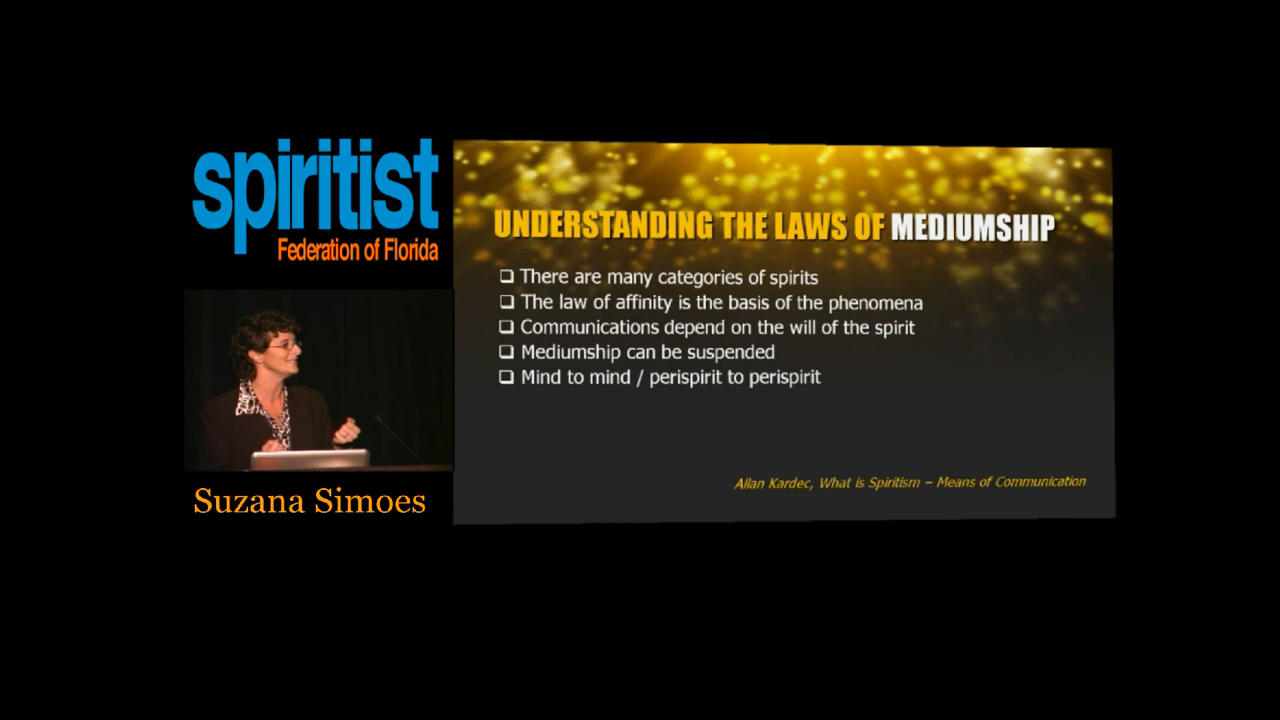 spiritist
Federation of Florida
Suzana Simoes
UNDERSTANDING THE LAWS OF MEDIUMSHIP
❑ There are many categories of spirits
❑ The law of affinity is the basis of the phenomena
❑ Communications depend on the will of the spirit
❑ Mediumship can be suspended
❑ Mind to mind / perispirit to perispirit
Allan Kardec, What is Spiritism – Means of Communication